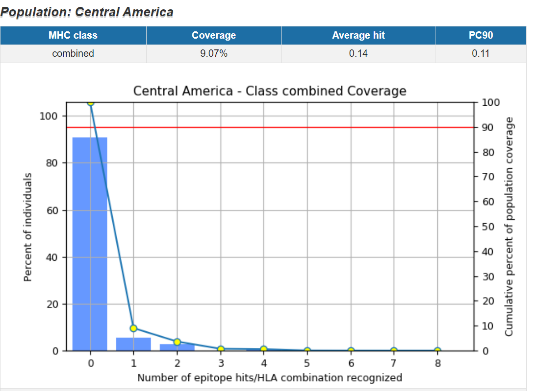 Population: Central America
MHC class Coverage Average hit PC90
combined 9.07% 0.14 0.11
Central America - Class combined Coverage
100
80
60
40
20
0
Percent of individuals
100
90
80
70
60
50
40
30
20
10
0
Cumulative percent of population coverage
0 1 2 3 4 5 6 7 8
Number of epitope hits/HLA combination recognized